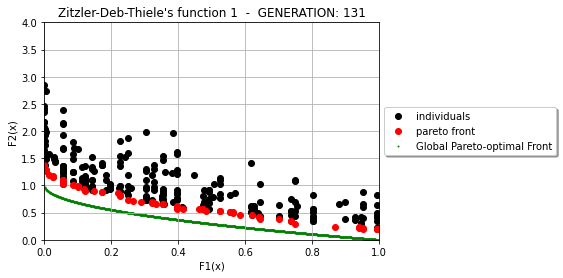 Zitzler-Deb-Thiele's function 1  -  GENERATION: 131
4.0
3.5
3.0
2.5
2.0
1.5
1.0
0.5
0.0
F2(x)
0.0 0.2 0.4 0.6 0.8 1.0
F1(x)
individuals
pareto front
Global Pareto-optimal Front